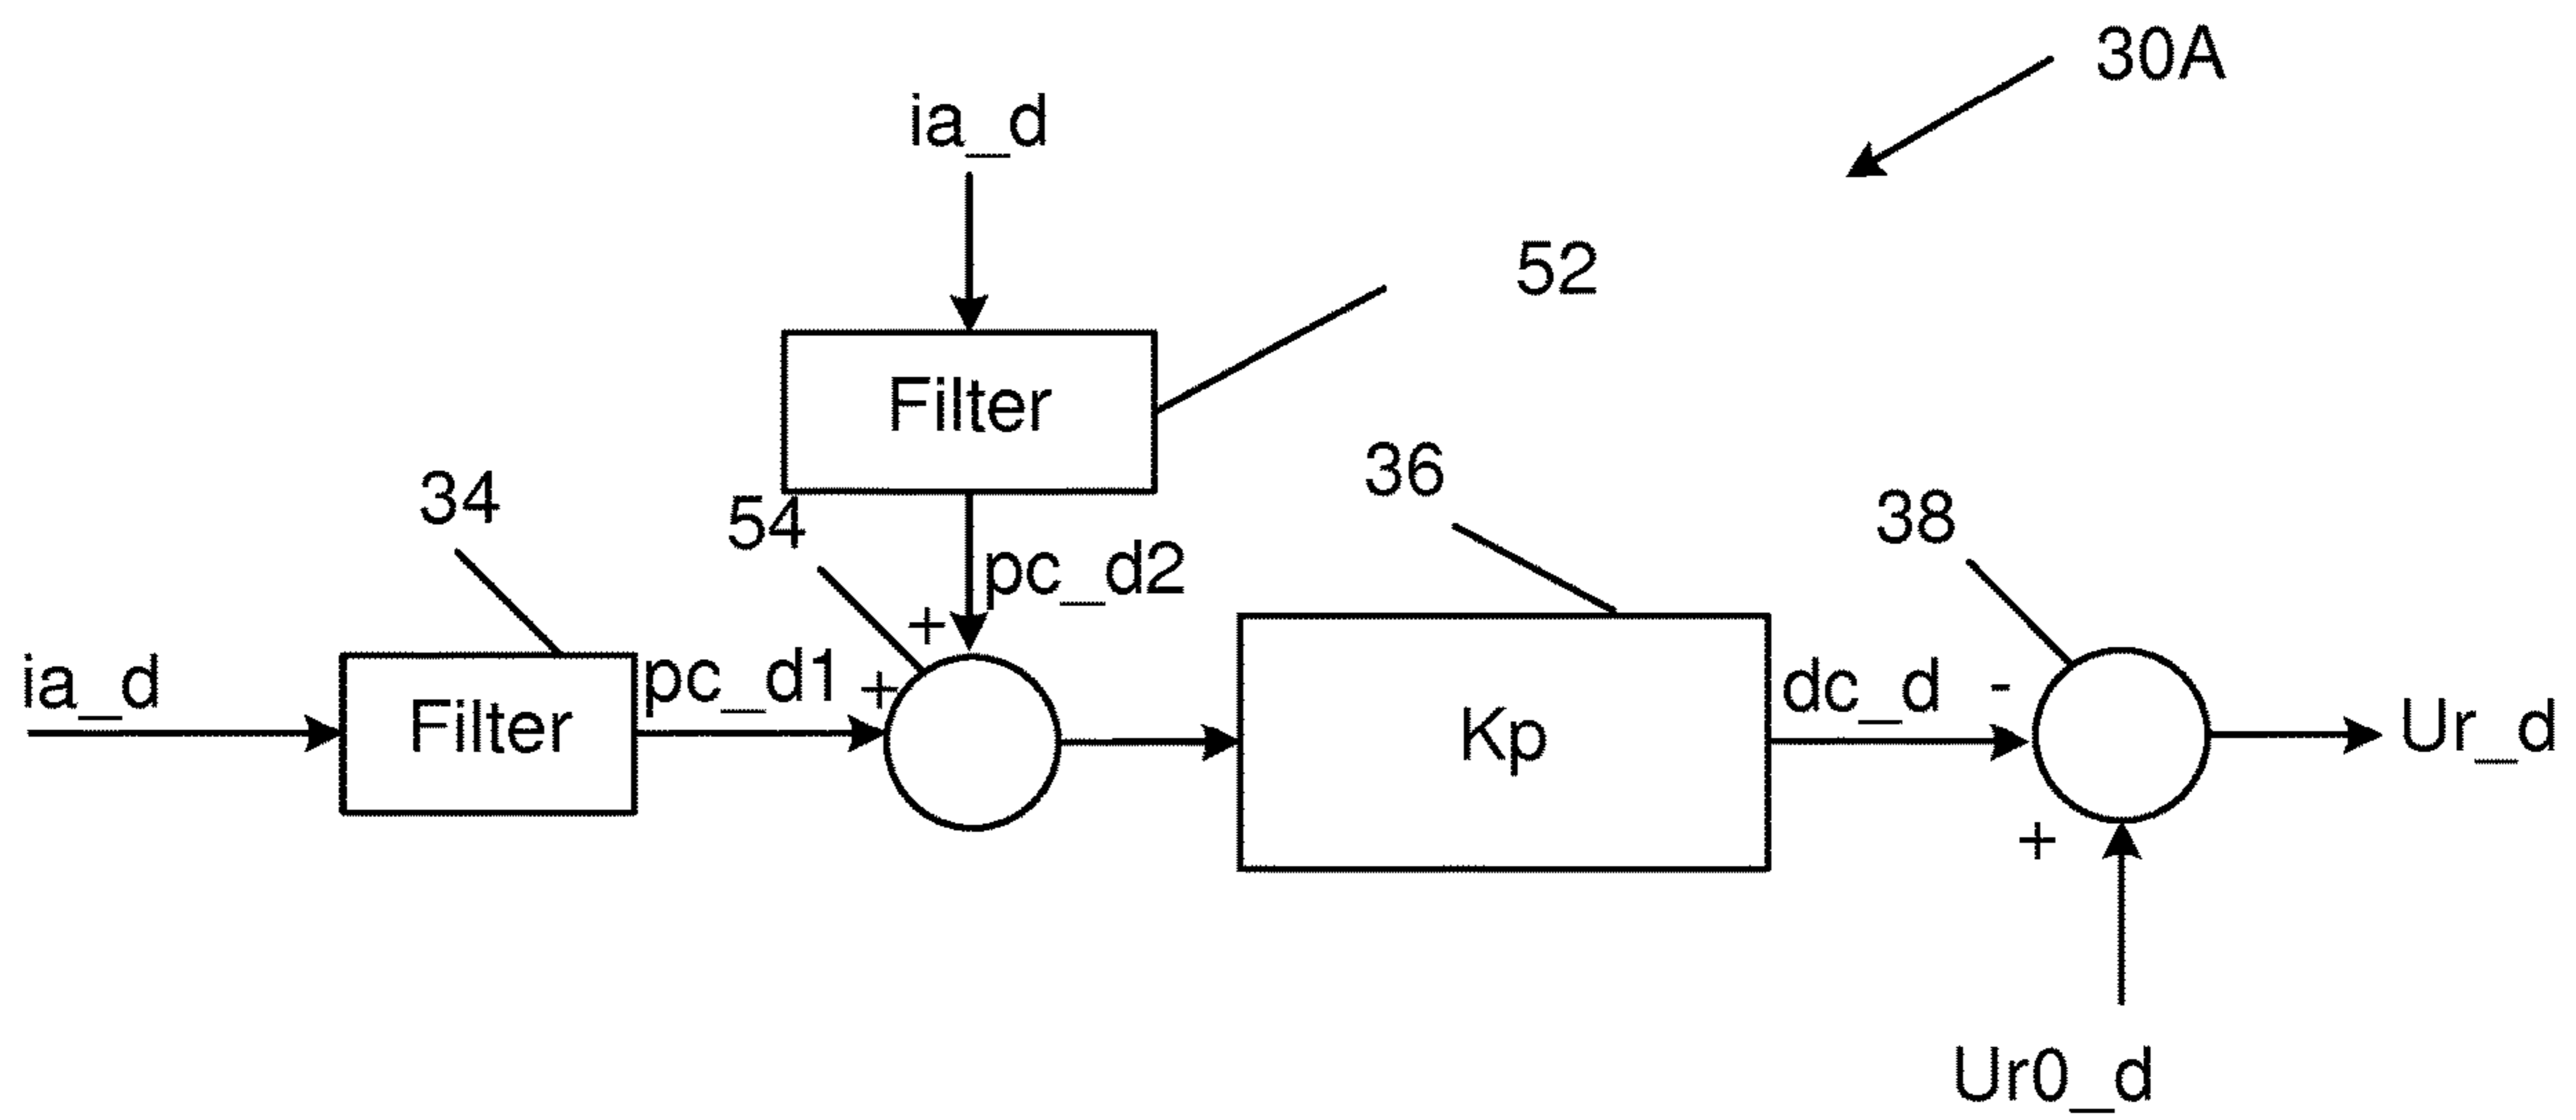 30A
ia_d
52
Filter
36
34
54
38
pc_d2
+
ia_d
Filter
pc_d1
+
Kp
dc_d
-
Ur_d
+
Ur0_d